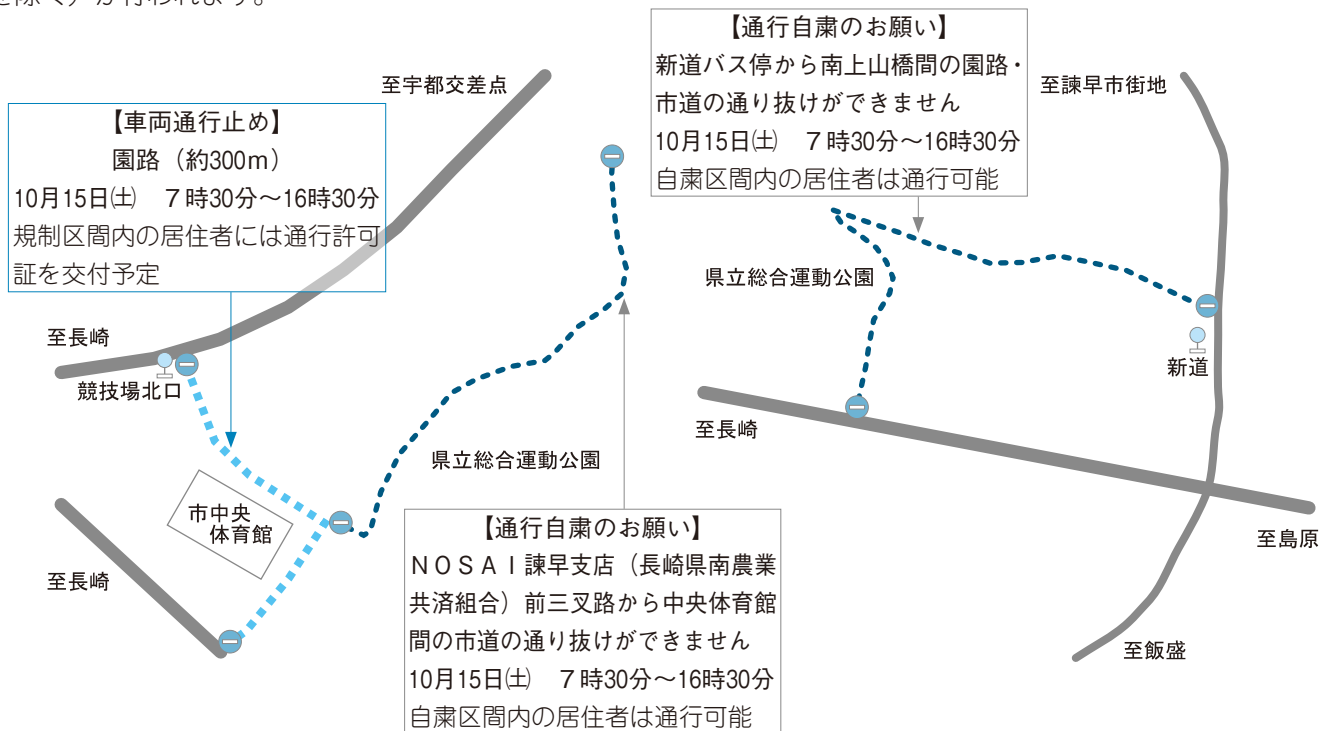 を除く）が行われます。
【通行自粛のお願い】
新道バス停から南上山橋間の園路・
市道の通り抜けができません
10月15日㈯　７時30分～16時30分
自粛区間内の居住者は通行可能
至宇都交差点
至諫早市街地
【車両通行止め】
園路（約300m）
10月15日㈯　７時30分～16時30分
規制区間内の居住者には通行許可
証を交付予定
県立総合運動公園
至長崎
競技場北口
新道
至長崎
県立総合運動公園
市中央
体育館
【通行自粛のお願い】
ＮＯＳＡＩ諫早支店（長崎県南農業
共済組合）前三叉路から中央体育館
間の市道の通り抜けができません
10月15日㈯　７時30分～16時30分
自粛区間内の居住者は通行可能
至島原
至長崎
至飯盛